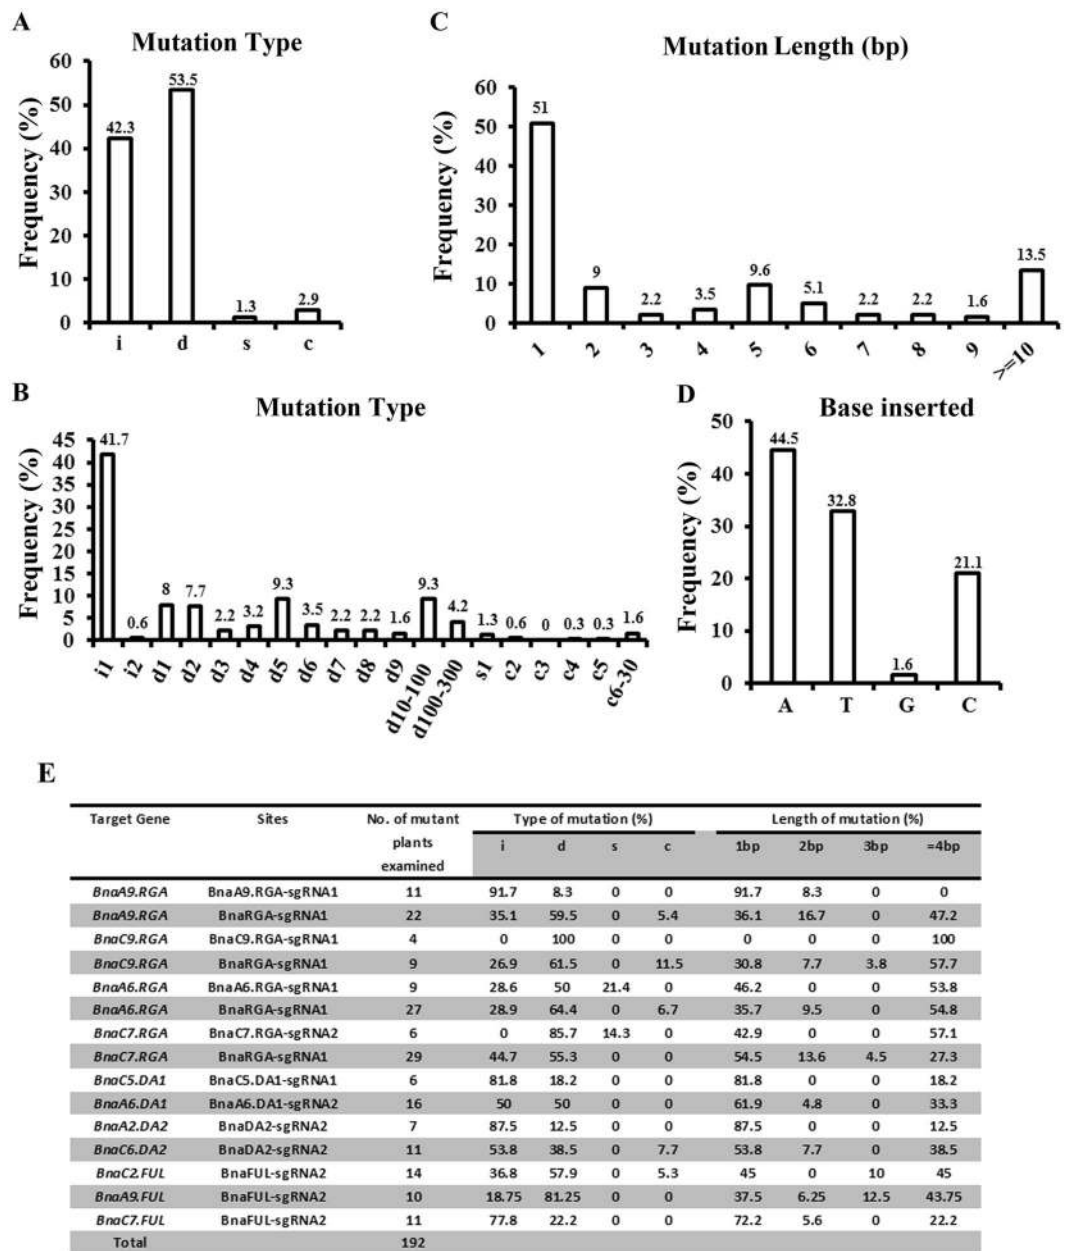 A
Mutation Type
Frequency (%)
60
50
40
30
20
10
0
42.3
53.5
1.3
2.9
i d s c
C
Mutation Length (bp)
Frequency (%)
60
50
40
30
20
10
0
51
9
2.2
3.5
9.6
5.1
2.2
2.2
1.6
13.5
1 2 3 4 5 6 7 8 9 >=10
B
Mutation Type
Frequency (%)
45
40
35
30
25
20
15
10
5
0
41.7
0.6
8
7.7
2.2
3.2
9.3
3.5
2.2
2.2
1.6
9.3
4.2
1.3
0.6
0
0.3
0.3
1.6
i1 i2 d1 d2 d3 d4 d5 d6 d7 d8 d9 d10-100 d100-300 s1 c2 c3 c4 c5 c6-30
D
Base inserted
Frequency (%)
50
40
30
20
10
0
44.5
32.8
1.6
21.1
A T G C
E
Target Gene Sites No. of mutant plants examined Type of mutation (%) Length of mutation (%)
i d s c 1bp 2bp 3bp =4bp
BnaA9.RGA BnaA9.RGA-sgRNA1 11 91.7 8.3 0 0 91.7 8.3 0 0
BnaA9.RGA BnaRGA-sgRNA1 22 35.1 59.5 0 5.4 36.1 16.7 0 47.2
BnaC9.RGA BnaC9.RGA-sgRNA1 4 0 100 0 0 0 0 0 100
BnaC9.RGA BnaRGA-sgRNA1 9 26.9 61.5 0 11.5 30.8 7.7 3.8 57.7
BnaA6.RGA BnaA6.RGA-sgRNA1 9 28.6 50 21.4 0 46.2 0 0 53.8
BnaA6.RGA BnaRGA-sgRNA1 27 28.9 64.4 0 6.7 35.7 9.5 0 54.8
BnaC7.RGA BnaC7.RGA-sgRNA2 6 0 85.7 14.3 0 42.9 0 0 57.1
BnaC7.RGA BnaRGA-sgRNA1 29 44.7 55.3 0 0 54.5 13.6 4.5 27.3
BnaC5.DA1 BnaC5.DA1-sgRNA1 6 81.8 18.2 0 0 81.8 0 0 18.2
BnaA6.DA1 BnaA6.DA1-sgRNA2 16 50 50 0 0 61.9 4.8 0 33.3
BnaA2.DA2 BnaDA2-sgRNA2 7 87.5 12.5 0 0 87.5 0 0 12.5
BnaC6.DA2 BnaDA2-sgRNA2 11 53.8 38.5 0 7.7 53.8 7.7 0 38.5
BnaC2.FUL BnaFUL-sgRNA2 14 36.8 57.9 0 5.3 45 0 10 45
BnaA9.FUL BnaFUL-sgRNA2 10 18.75 81.25 0 0 37.5 6.25 12.5 43.75
BnaC7.FUL BnaFUL-sgRNA2 11 77.8 22.2 0 0 72.2 5.6 0 22.2
Total 192